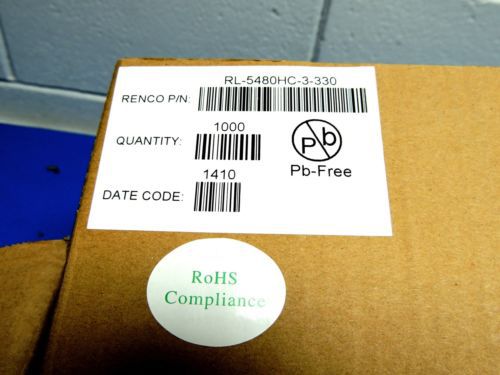 RL-5480HC-3-330
RENCO P/N:
1000
QUANTITY:
Pb
Pb-Free
1410
DATE CODE:
RoHS
Compliance